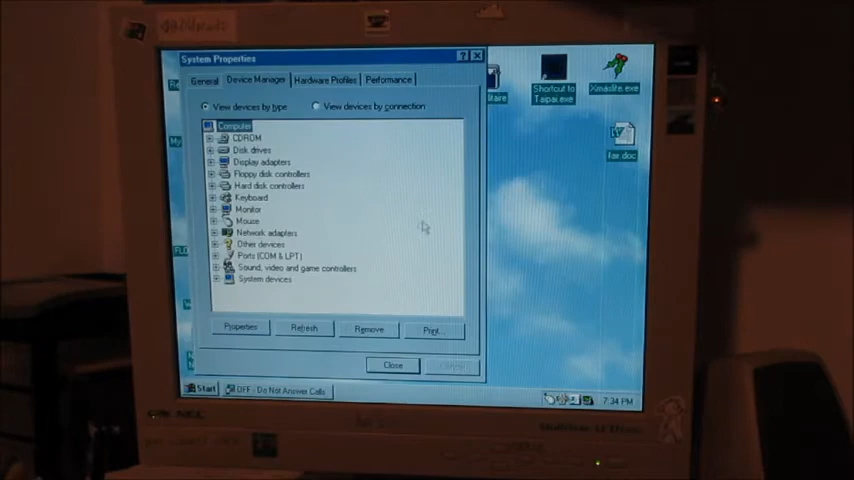 System Properties
General
Device Manager
Hardware Profiles
Performance
View devices by type
View devices by connection
Computer
CDROM
Disk drives
Display adapters
Floppy disk controllers
Hard disk controllers
Keyboard
Monitor
Mouse
Network adapters
Other devices
Ports (COM & LPT)
Sound, video and game controllers
System devices
Properties
Refresh
Remove
Print...
Close
Shortcut to
Taipai.exe
Xmaslite.exe
fax.doc
Start
OFF - Do Not Answer Calls
7:34 PM
NEC